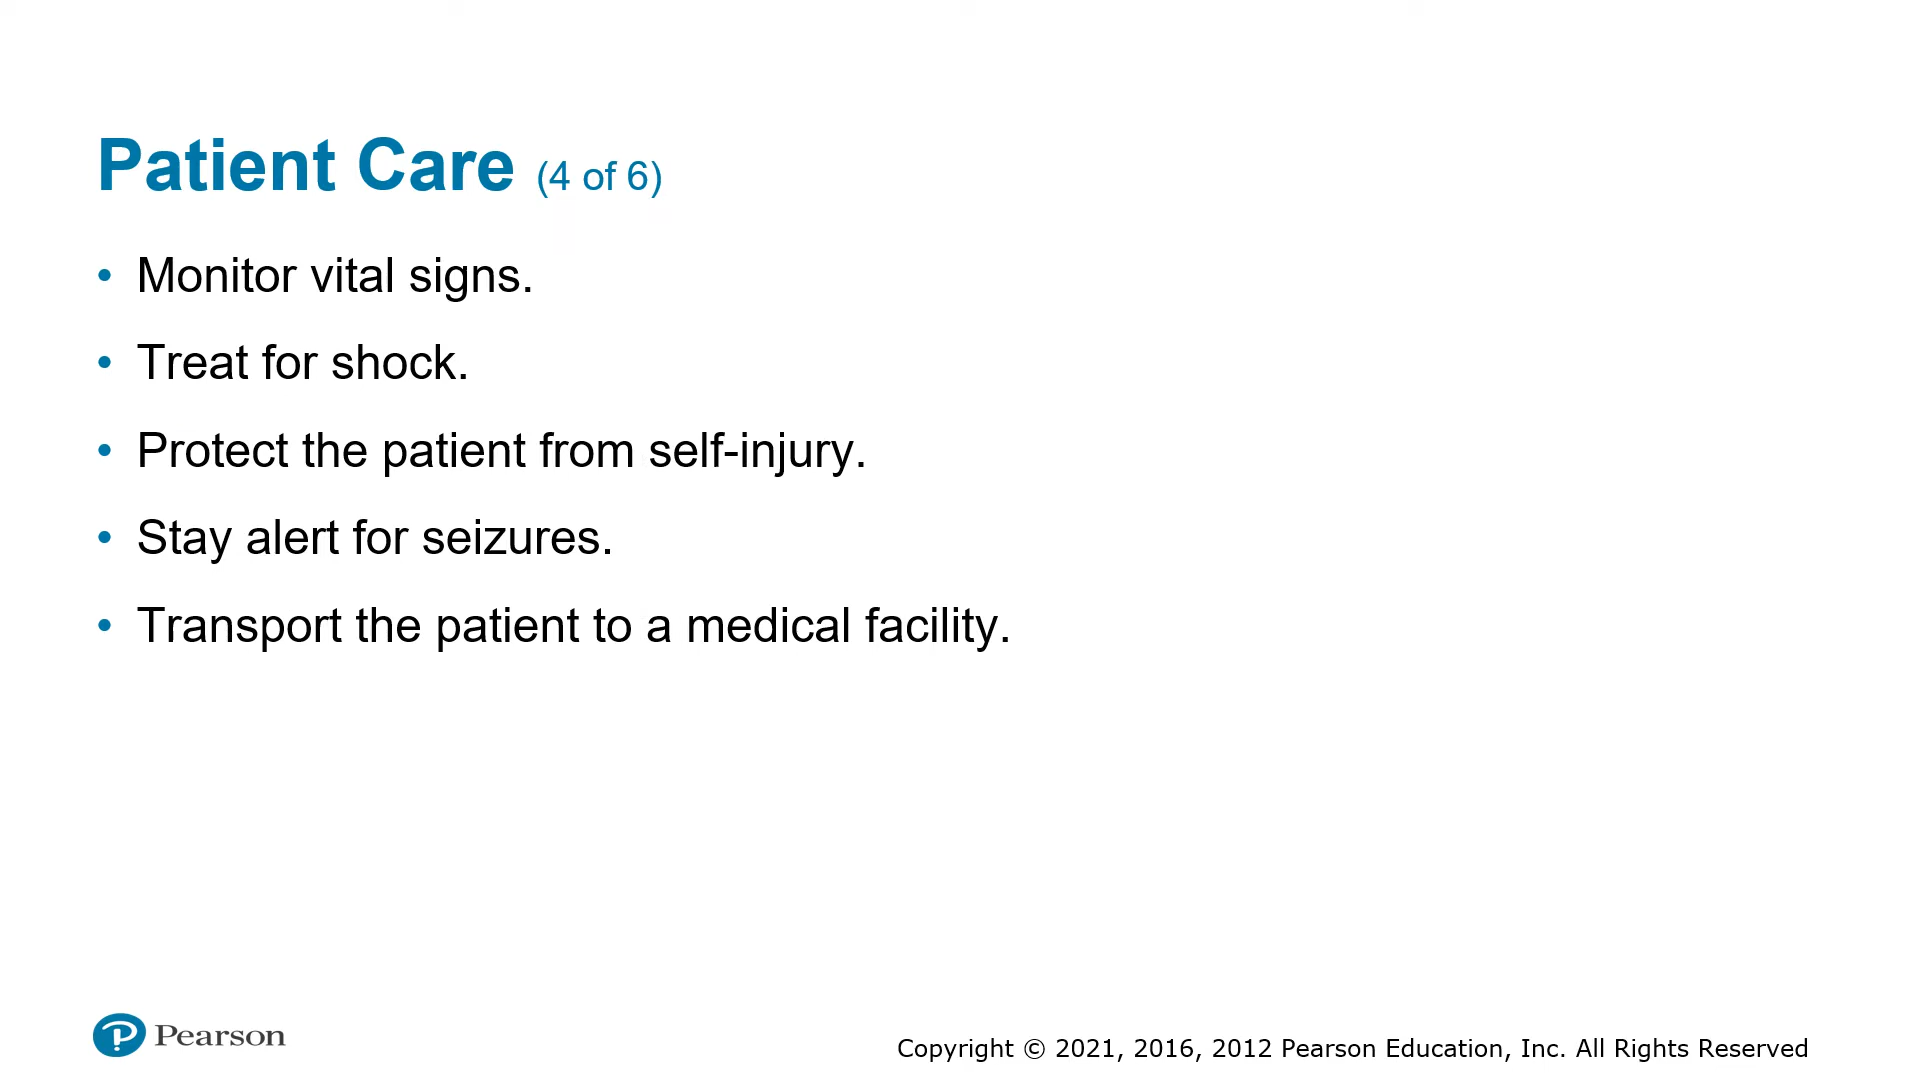 Patient Care (4 of 6)
• Monitor vital signs.
• Treat for shock.
• Protect the patient from self-injury.
• Stay alert for seizures.
• Transport the patient to a medical facility.
Pearson
Copyright © 2021, 2016, 2012 Pearson Education, Inc. All Rights Reserved